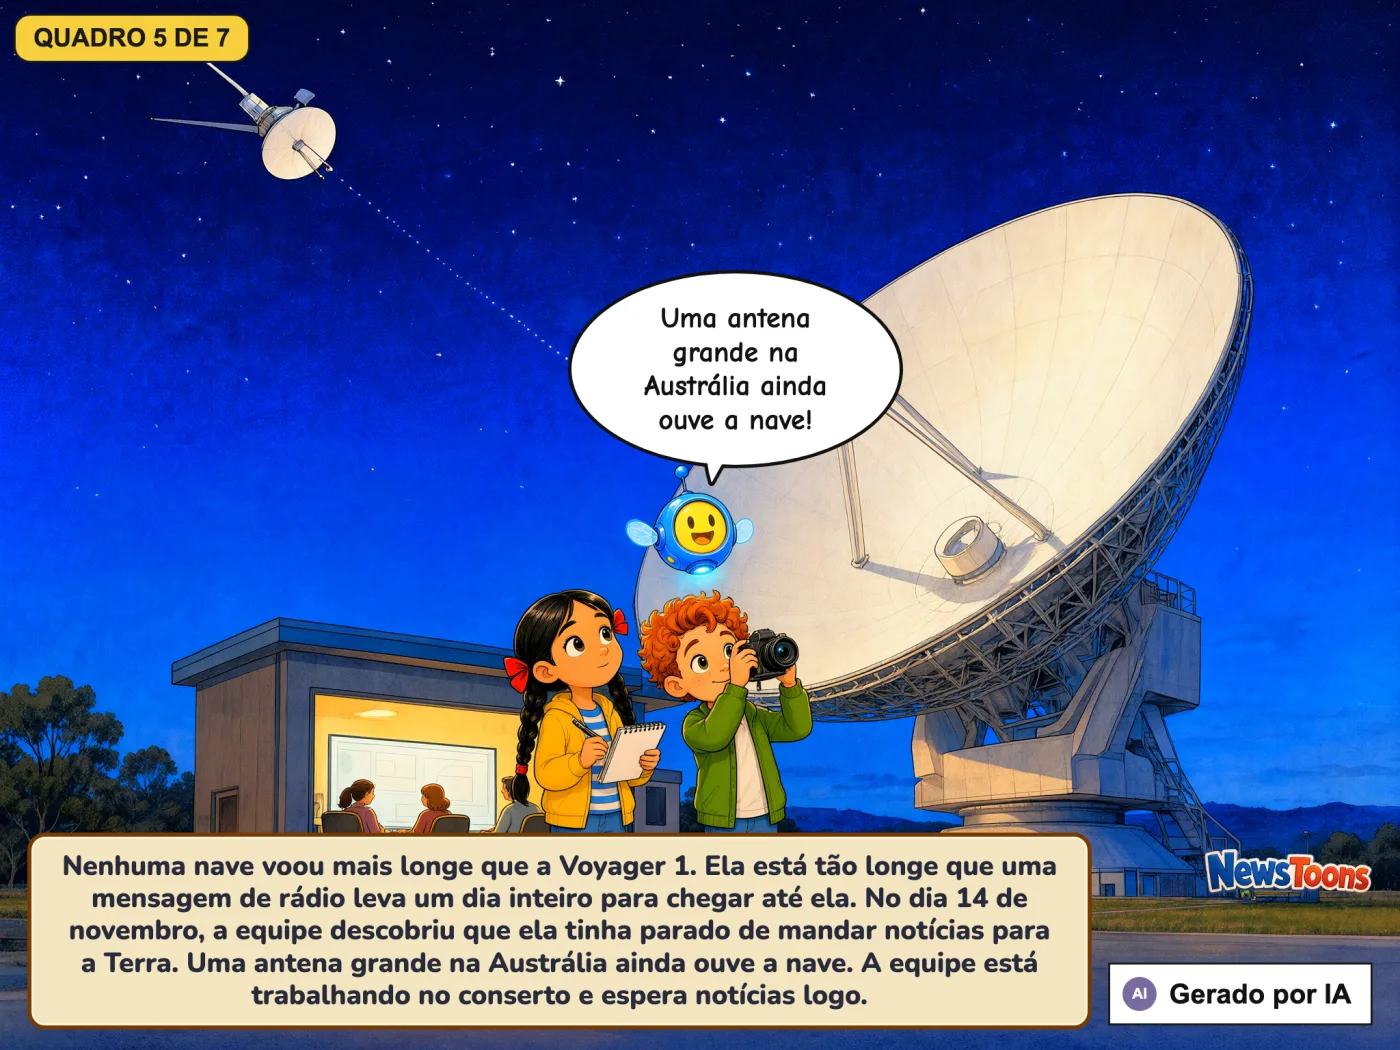 QUADRO 5 DE 7
Uma antena
grande na
Austrália ainda
ouve a nave!
Nenhuma nave voou mais longe que a Voyager 1. Ela está tão longe que uma
mensagem de rádio leva um dia inteiro para chegar até ela. No dia 14 de
novembro, a equipe descobriu que ela tinha parado de mandar notícias para
a Terra. Uma antena grande na Austrália ainda ouve a nave. A equipe está
trabalhando no conserto e espera notícias logo.
NewsToons
AI Gerado por IA